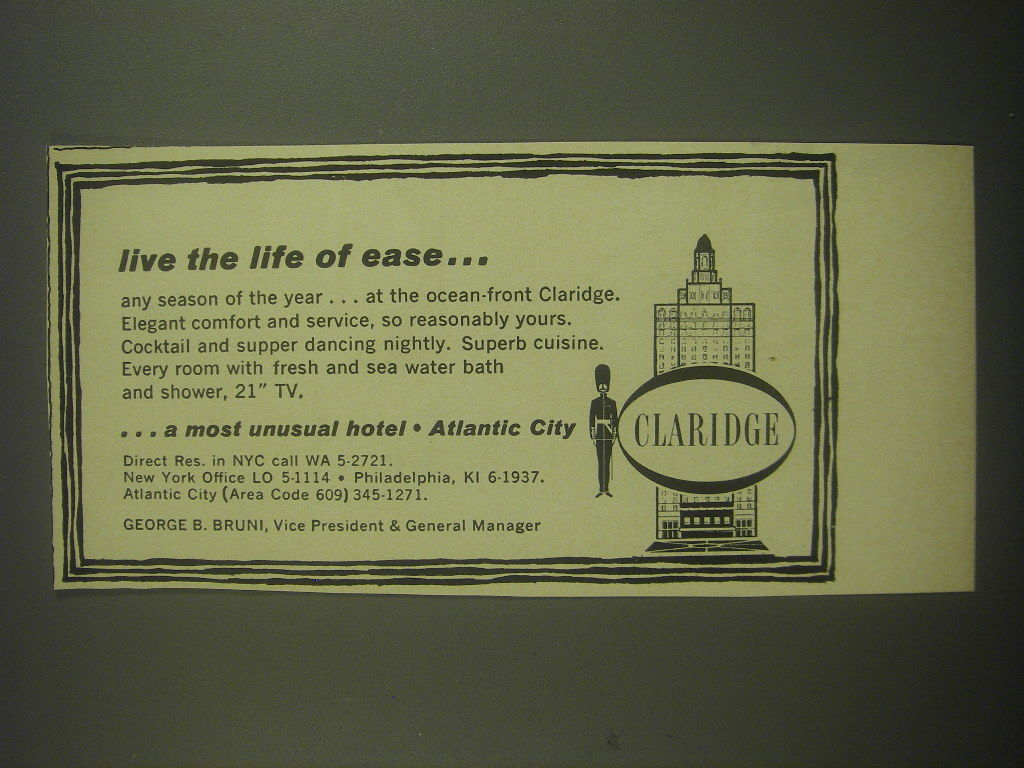 live the life of ease...
any season of the year . . . at the ocean-front Claridge.
Elegant comfort and service, so reasonably yours.
Cocktail and supper dancing nightly. Superb cuisine.
Every room with fresh and sea water bath
and shower, 21” TV.
. . . a most unusual hotel • Atlantic City
Direct Res. in NYC call WA 5-2721.
New York Office LO 5-1114 • Philadelphia, KI 6-1937.
Atlantic City (Area Code 609) 345-1271.
GEORGE B. BRUNI, Vice President & General Manager
CLARIDGE